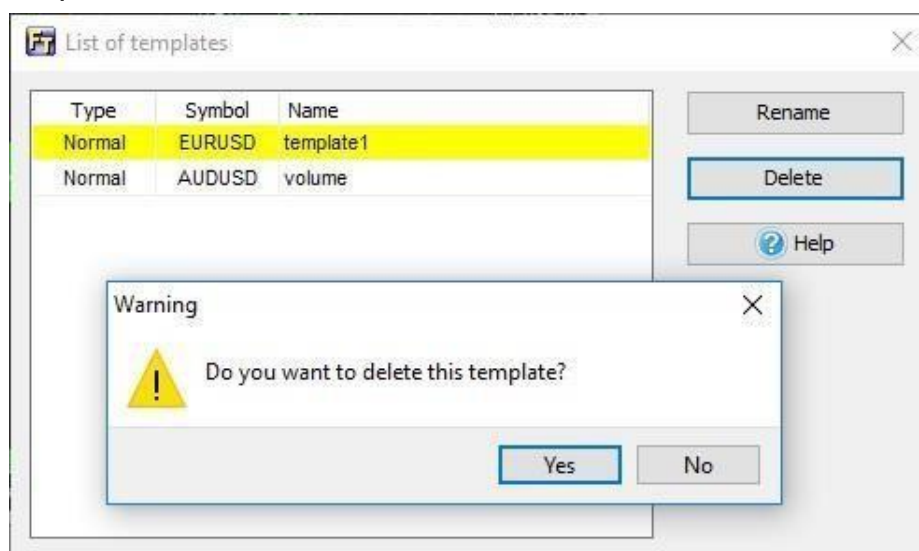 List of templates
Type Symbol Name
Normal EURUSD template1
Normal AUDUSD volume
Rename
Delete
Help
Warning
Do you want to delete this template?
Yes No